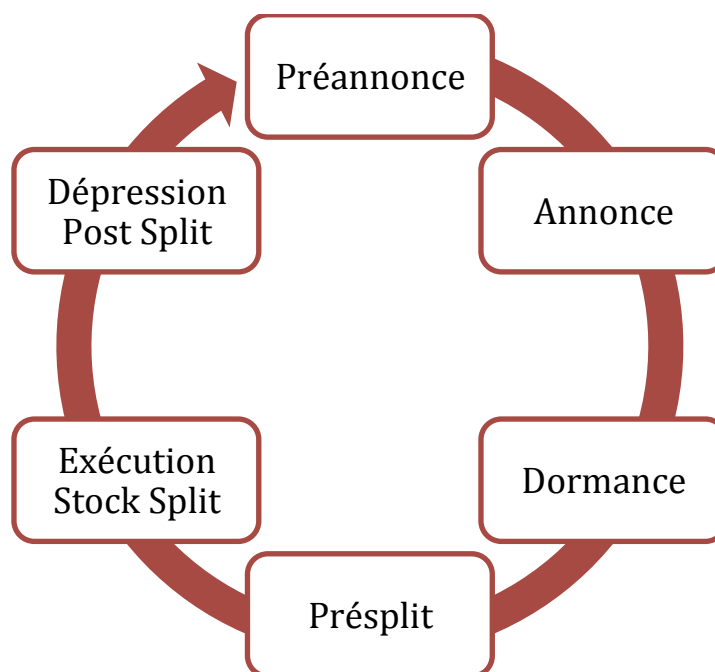 Préannonce
Annonce
Dormance
Présplit
Exécution
Stock Split
Dépression
Post Split